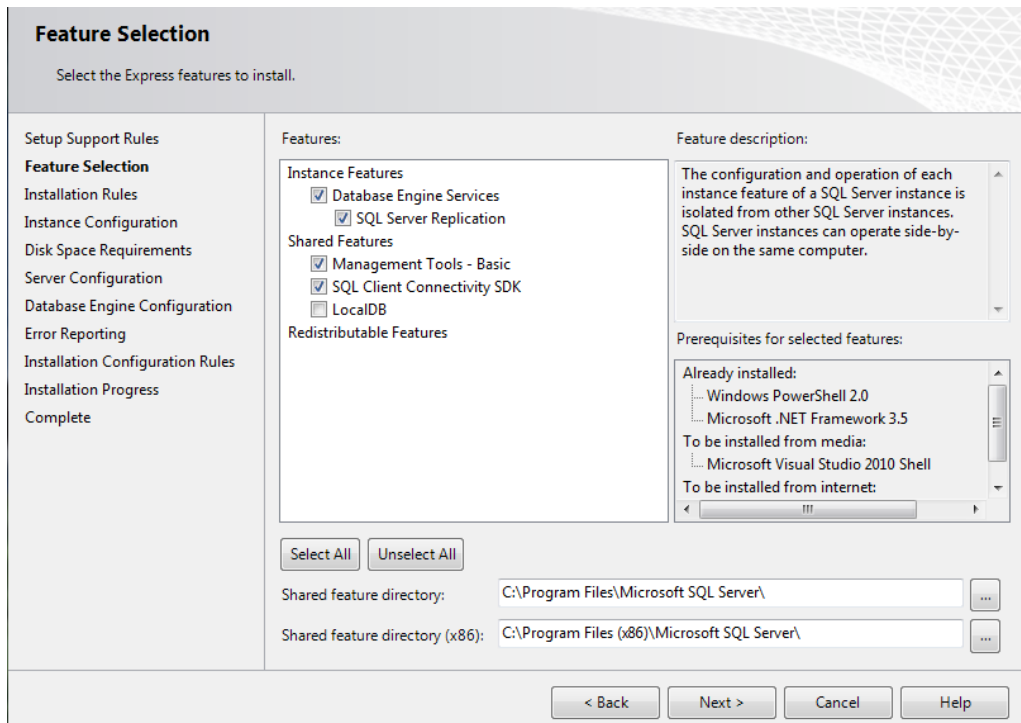 Feature Selection
Select the Express features to install.
Setup Support Rules
Feature Selection
Installation Rules
Instance Configuration
Disk Space Requirements
Server Configuration
Database Engine Configuration
Error Reporting
Installation Configuration Rules
Installation Progress
Complete
Features:
Instance Features
Database Engine Services
SQL Server Replication
Shared Features
Management Tools - Basic
SQL Client Connectivity SDK
LocalDB
Redistributable Features
Feature description:
The configuration and operation of each
instance feature of a SQL Server instance is
isolated from other SQL Server instances.
SQL Server instances can operate side-by-
side on the same computer.
Prerequisites for selected features:
Already installed:
Windows PowerShell 2.0
Microsoft .NET Framework 3.5
To be installed from media:
Microsoft Visual Studio 2010 Shell
To be installed from internet:
Select All
Unselect All
Shared feature directory:
C:\Program Files\Microsoft SQL Server\
...
Shared feature directory (x86):
C:\Program Files (x86)\Microsoft SQL Server\
...
< Back
Next >
Cancel
Help